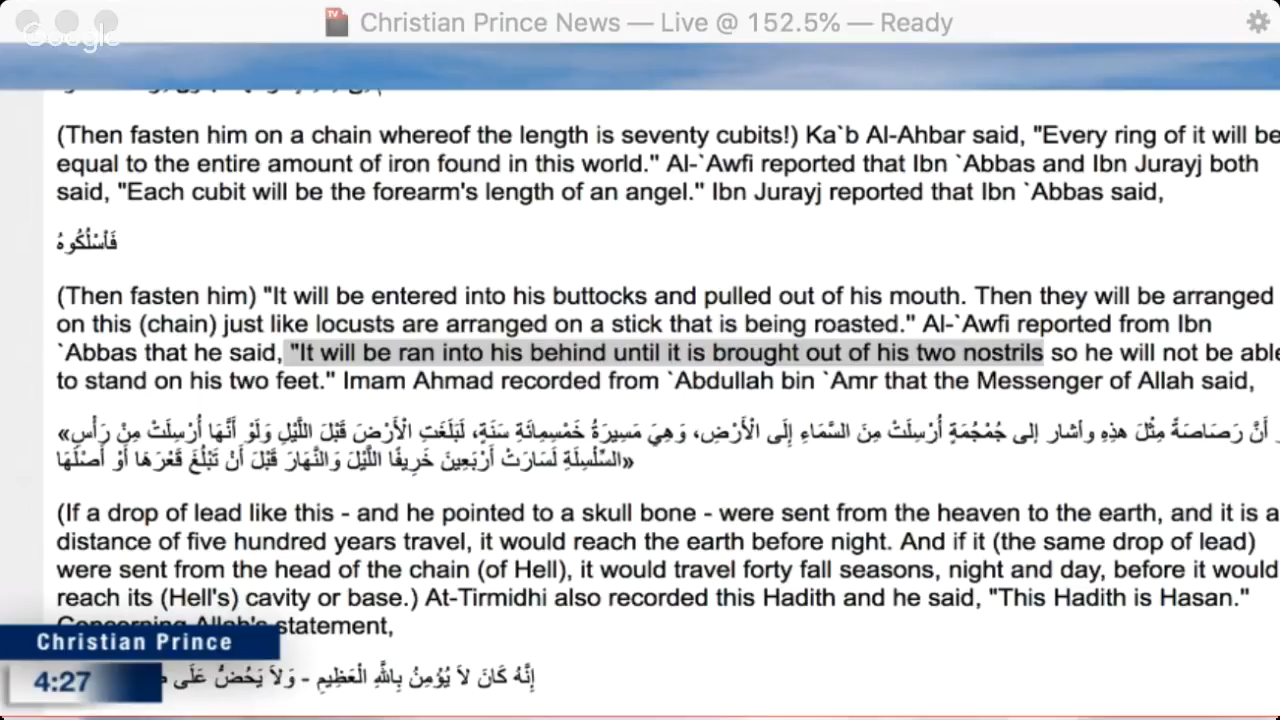 Christian Prince News — Live @ 152.5% — Ready
Google
(Then fasten him on a chain whereof the length is seventy cubits!) Ka`b Al-Ahbar said, "Every ring of it will be
equal to the entire amount of iron found in this world." Al-`Awfi reported that Ibn `Abbas and Ibn Jurayj both
said, "Each cubit will be the forearm's length of an angel." Ibn Jurayj reported that Ibn `Abbas said,
فَاسْلُكُوهُ
(Then fasten him) "It will be entered into his buttocks and pulled out of his mouth. Then they will be arranged
on this (chain) just like locusts are arranged on a stick that is being roasted." Al-`Awfi reported from Ibn
`Abbas that he said, "It will be ran into his behind until it is brought out of his two nostrils so he will not be able
to stand on his two feet." Imam Ahmad recorded from `Abdullah bin `Amr that the Messenger of Allah said,
أَنَّ رَصَاصَةً مِثْلَ هذِهِ وأشار إلى جُمْجُمَةٍ أُرْسِلَتْ مِنَ السَّمَاءِ إِلَى الْأَرْضِ، وَهِيَ مَسِيرَةُ خَمْسِمِائَةِ سَنَةٍ، لَبَلَغَتِ الْأَرْضَ قَبْلَ اللَّيْلِ وَلَوْ أَنَّهَا أُرْسِلَتْ مِنْ رَأْسِ
السِّلْسِلَةِ لَسَارَتْ أَرْبَعِينَ خَرِيفًا اللَّيْلَ وَالنَّهَارَ قَبْلَ أَنْ تَبْلُغَ قَعْرَهَا أَوْ أَصْلَهَا»
(If a drop of lead like this - and he pointed to a skull bone - were sent from the heaven to the earth, and it is a
distance of five hundred years travel, it would reach the earth before night. And if it (the same drop of lead)
were sent from the head of the chain (of Hell), it would travel forty fall seasons, night and day, before it would
reach its (Hell's) cavity or base.) At-Tirmidhi also recorded this Hadith and he said, "This Hadith is Hasan."
Concerning Allah's statement,
إِنَّهُ كَانَ لاَ يُؤْمِنُ بِاللَّهِ الْعَظِيمِ - وَلاَ يَحُضُّ عَلَى
Christian Prince
4:27